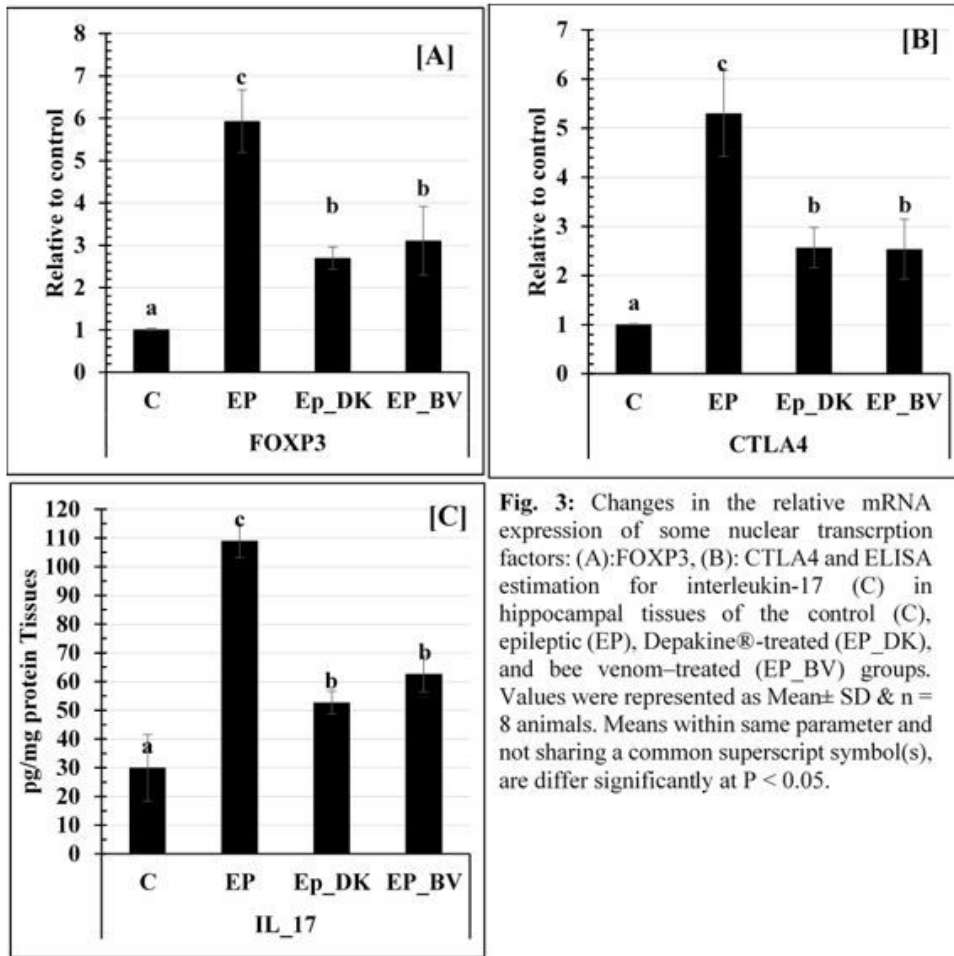 [A]
Relative to control
8
7
6
5
4
3
2
1
0
a
c
b
b
C EP Ep_DK EP_BV
FOXP3
[B]
Relative to control
7
6
5
4
3
2
1
0
a
c
b
b
C EP Ep_DK EP_BV
CTLA4
[C]
pg/mg protein Tissues
120
110
100
90
80
70
60
50
40
30
20
10
0
a
c
b
b
C EP Ep_DK EP_BV
IL_17
Fig. 3: Changes in the relative mRNA
expression of some nuclear transcrption
factors: (A):FOXP3, (B): CTLA4 and ELISA
estimation for interleukin-17 (C) in
hippocampal tissues of the control (C),
epileptic (EP), Depakine®-treated (EP_DK),
and bee venom–treated (EP_BV) groups.
Values were represented as Mean± SD & n =
8 animals. Means within same parameter and
not sharing a common superscript symbol(s),
are differ significantly at P < 0.05.